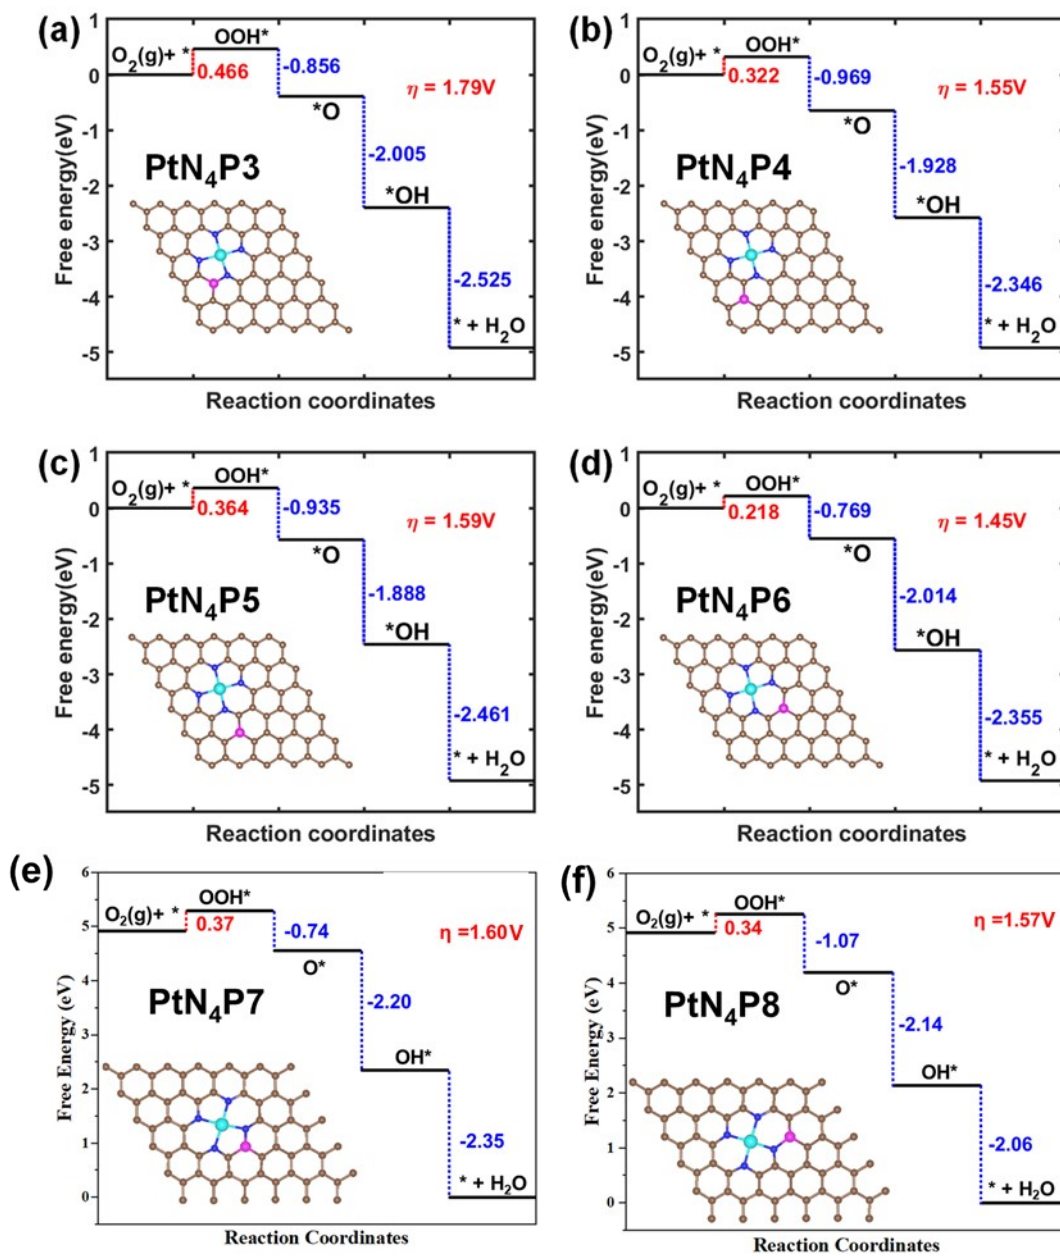 (a)
1
0
-1
-2
-3
-4
-5
Free energy(eV)
O2(g)+ *
OOH*
0.466
-0.856
η = 1.79V
*O
-2.005
PtN4P3
*OH
-2.525
* + H2O
Reaction coordinates
(b)
1
0
-1
-2
-3
-4
-5
Free energy(eV)
O2(g)+ *
OOH*
0.322
-0.969
η = 1.55V
*O
-1.928
PtN4P4
*OH
-2.346
* + H2O
Reaction coordinates
(c)
1
0
-1
-2
-3
-4
-5
Free energy(eV)
O2(g)+ *
OOH*
0.364
-0.935
η = 1.59V
*O
-1.888
PtN4P5
*OH
-2.461
* + H2O
Reaction coordinates
(d)
1
0
-1
-2
-3
-4
-5
Free energy(eV)
O2(g)+ *
OOH*
0.218
-0.769
η = 1.45V
*O
-2.014
PtN4P6
*OH
-2.355
* + H2O
Reaction coordinates
(e)
6
5
4
3
2
1
0
Free Energy (eV)
O2(g)+ *
OOH*
0.37
-0.74
η = 1.60V
O*
-2.20
PtN4P7
OH*
-2.35
* + H2O
Reaction Coordinates
(f)
6
5
4
3
2
1
0
Free Energy (eV)
O2(g)+ *
OOH*
0.34
-1.07
η =1.57V
O*
-2.14
PtN4P8
OH*
-2.06
* + H2O
Reaction Coordinates